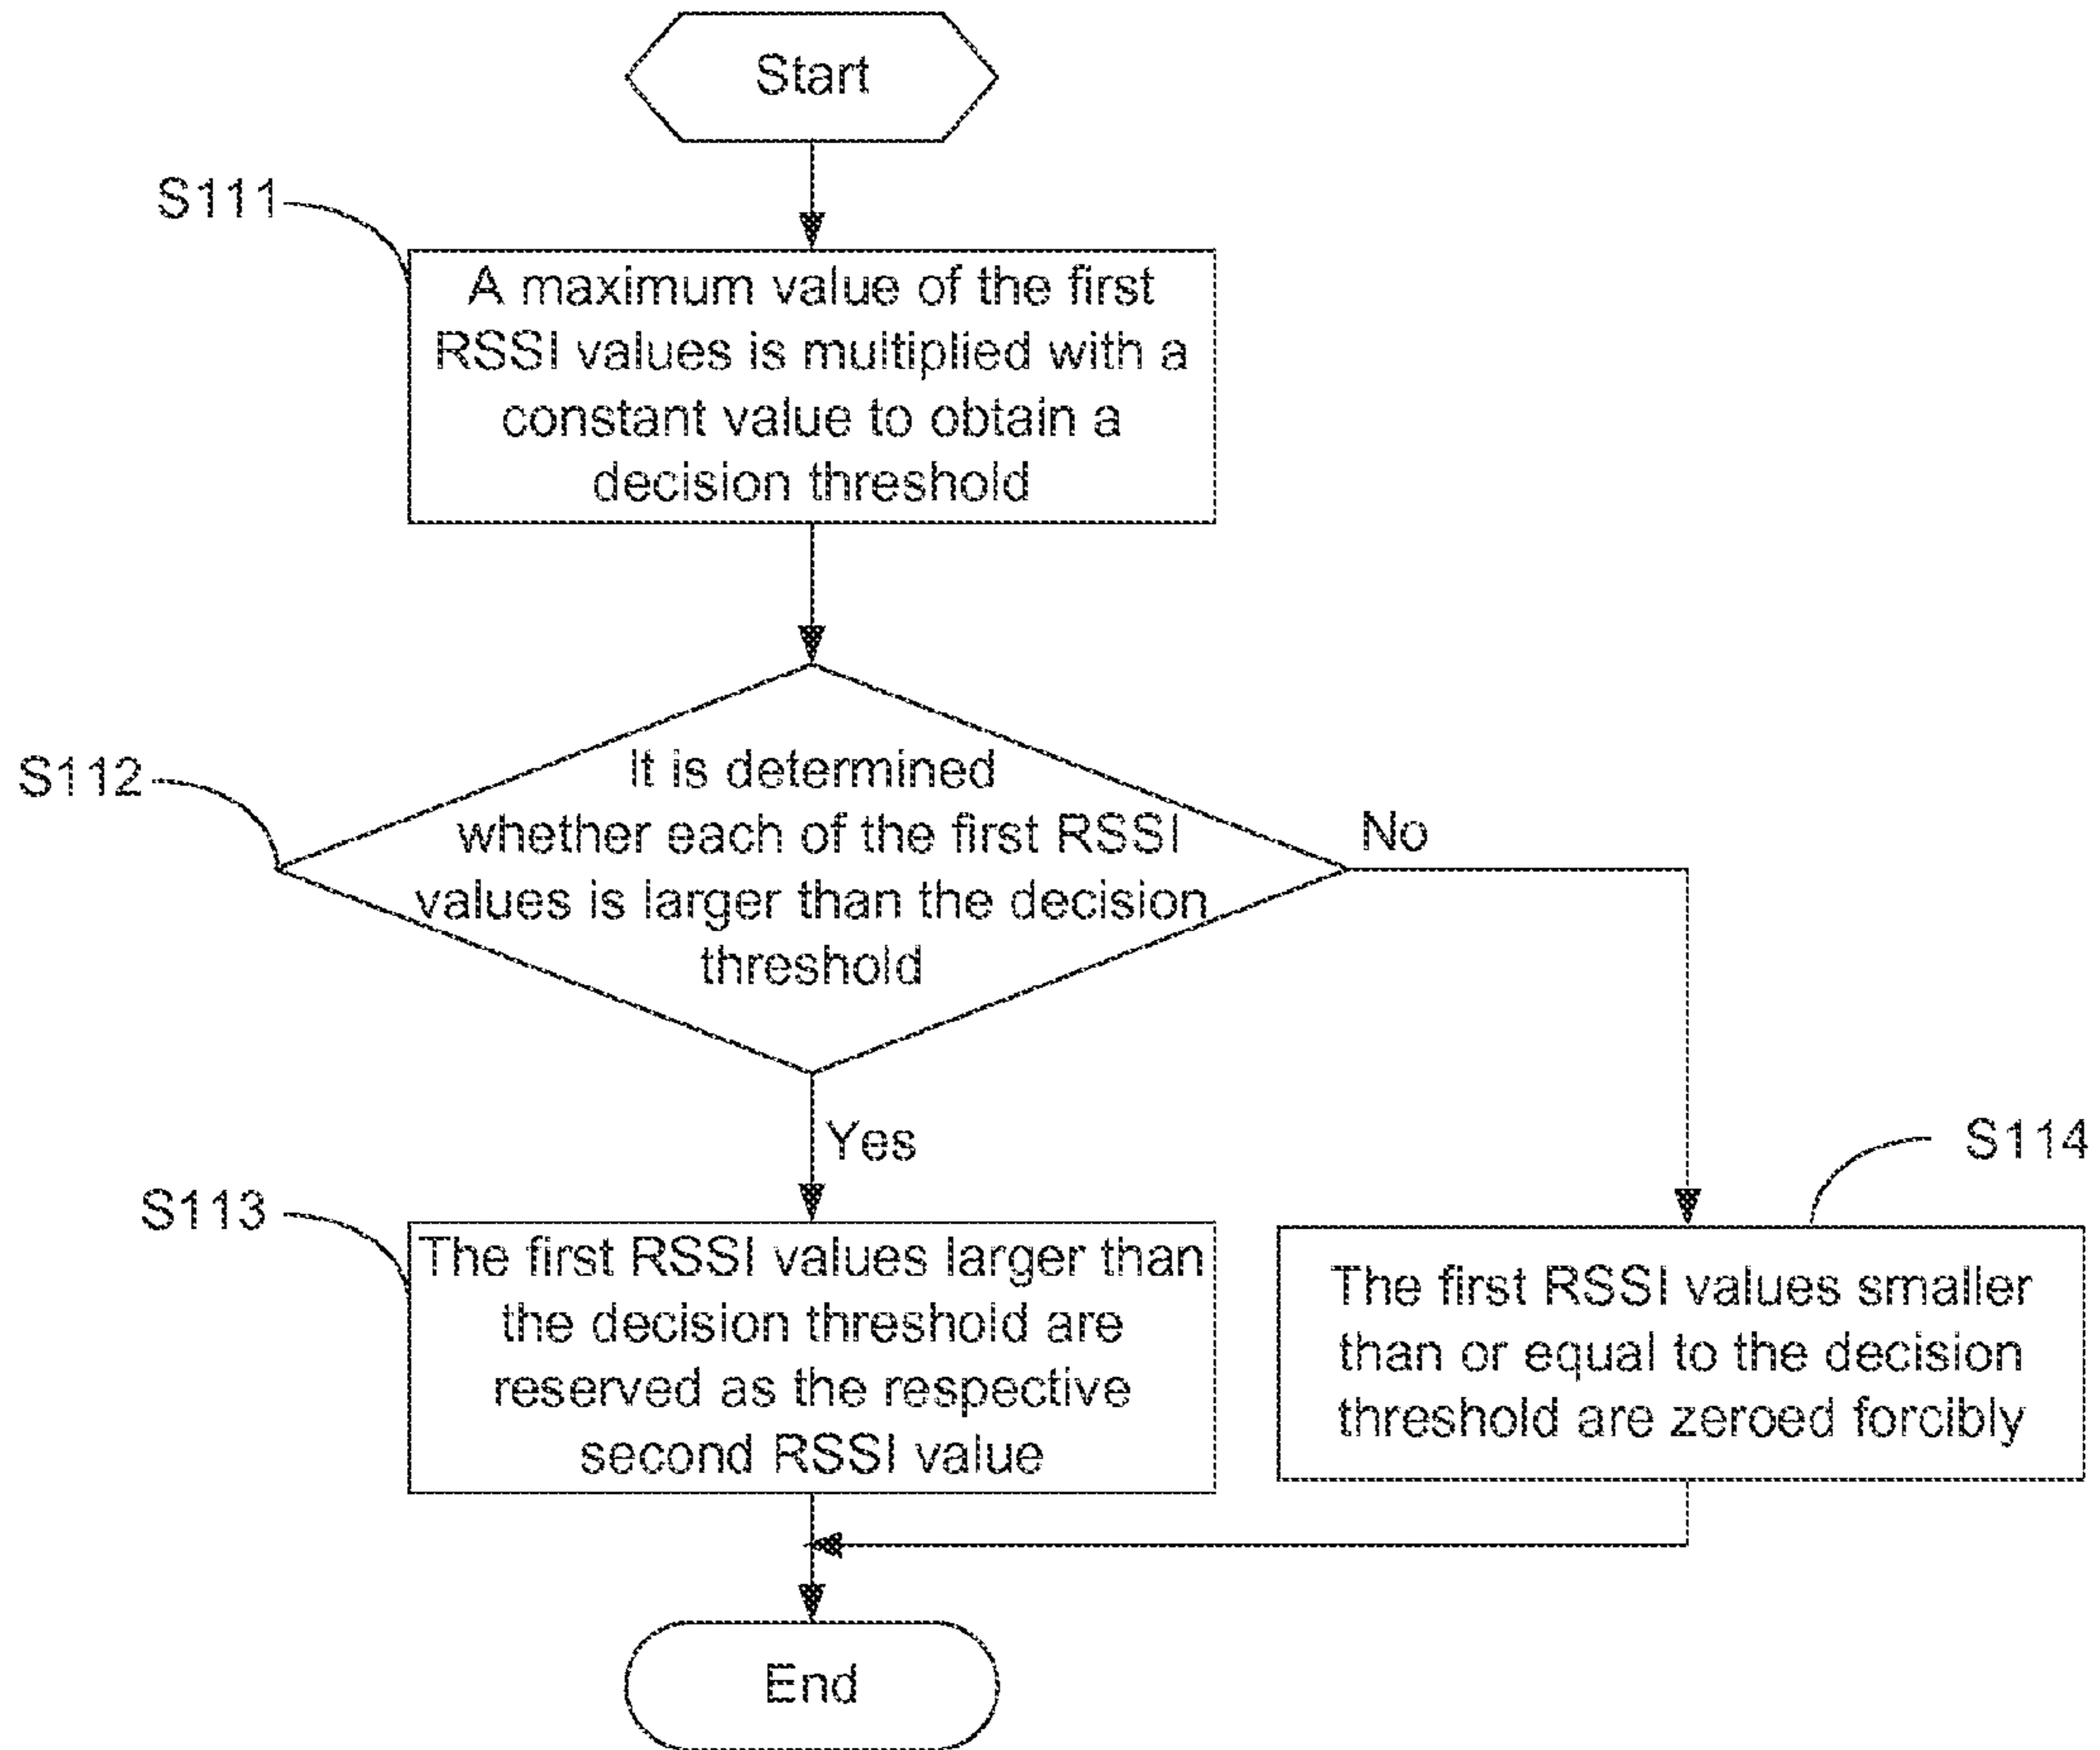 Start
S111
A maximum value of the first
RSSI values is multiplied with a
constant value to obtain a
decision threshold
S112
It is determined
whether each of the first RSSI
values is larger than the decision
threshold
No
Yes
S113
The first RSSI values larger than
the decision threshold are
reserved as the respective
second RSSI value
S114
The first RSSI values smaller
than or equal to the decision
threshold are zeroed forcibly
End